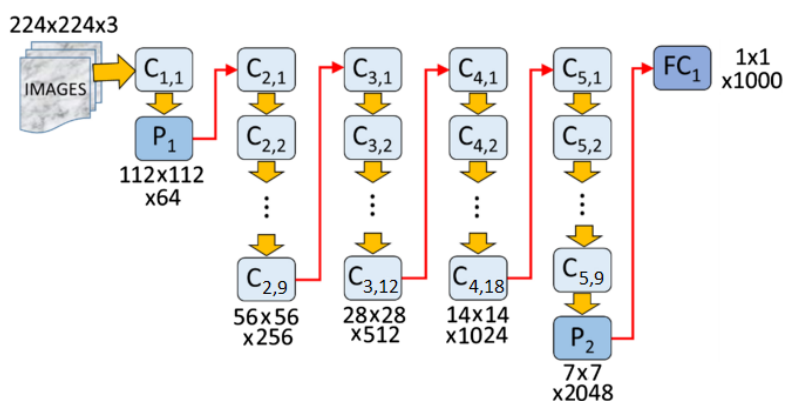 224x224x3
IMAGES
C1,1
P1
112x112
x64
C2,1
C2,2
⋮
C2,9
56x56
x256
C3,1
C3,2
⋮
C3,12
28x28
x512
C4,1
C4,2
⋮
C4,18
14x14
x1024
C5,1
C5,2
⋮
C5,9
P2
7x7
x2048
FC1
1x1
x1000